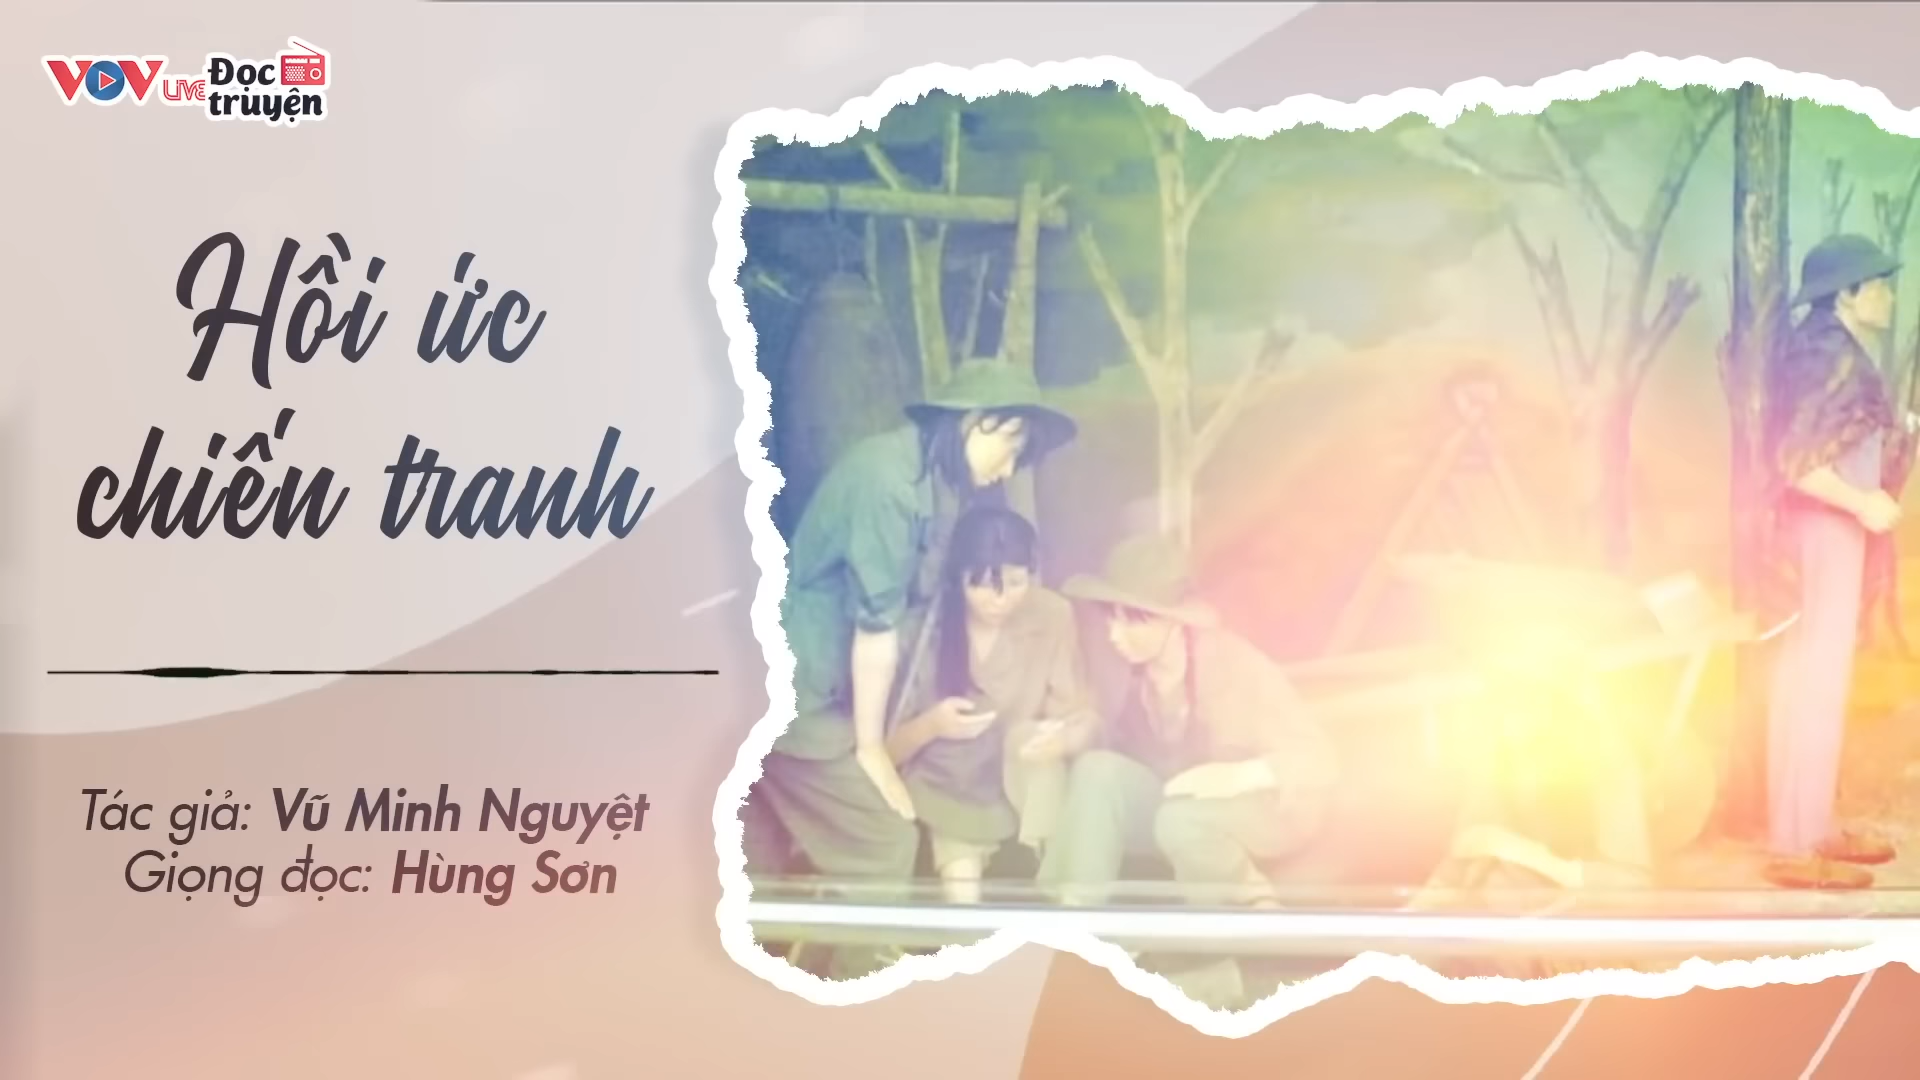 VOV LIVE Đọc
truyện
Hồi ức
chiến tranh
Tác giả: Vũ Minh Nguyệt
Giọng đọc: Hùng Sơn